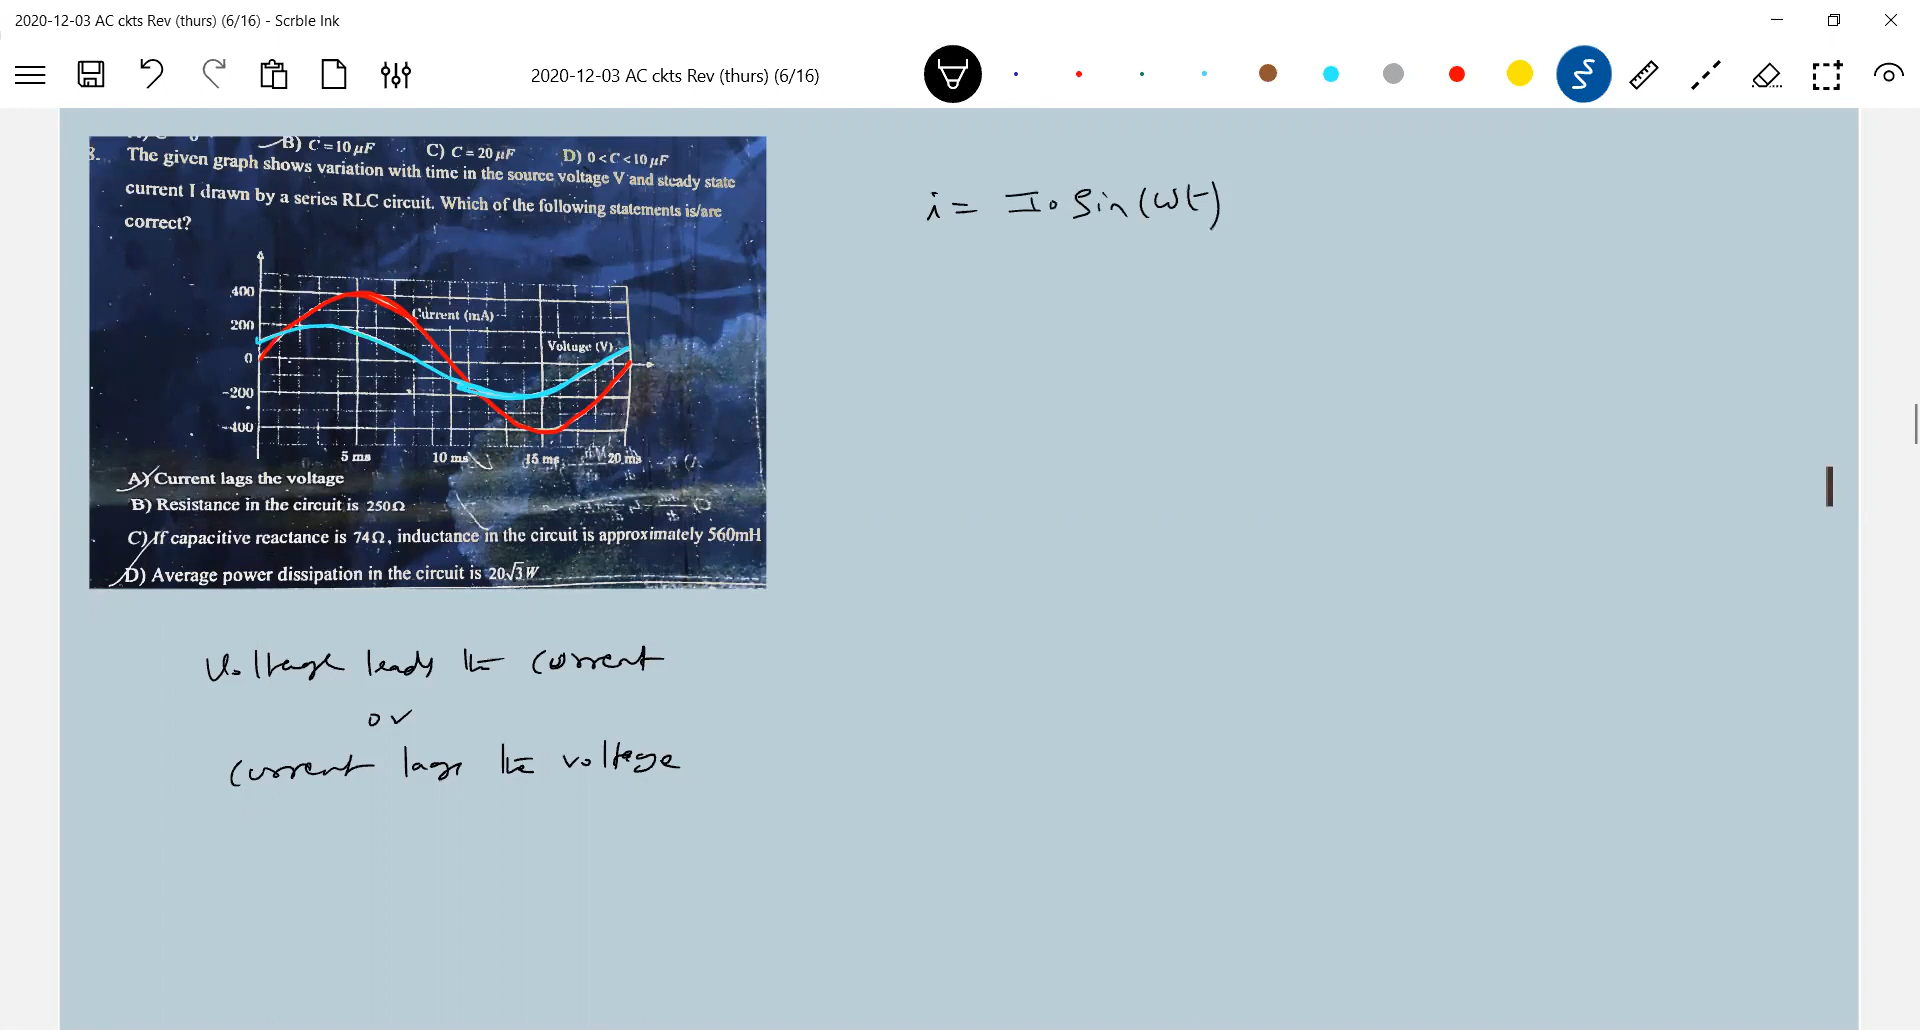 2020-12-03 AC ckts Rev (thurs) (6/16) - Scrble Ink
2020-12-03 AC ckts Rev (thurs) (6/16)
B) C = 10 μF C) C = 20 μF D) 0 < C < 10 μF
8. The given graph shows variation with time in the source voltage V and steady state
current I drawn by a series RLC circuit. Which of the following statements is/are
correct?
400
Current (mA)
200
Voltage (V)
0
-200
-400
5 ms 10 ms 15 ms 20 ms
A) Current lags the voltage
B) Resistance in the circuit is 250Ω
C) If capacitive reactance is 74Ω, inductance in the circuit is approximately 560mH
D) Average power dissipation in the circuit is 20√3W
i = I0 sin(ωt)
Voltage leads the current
or
current lags the voltage